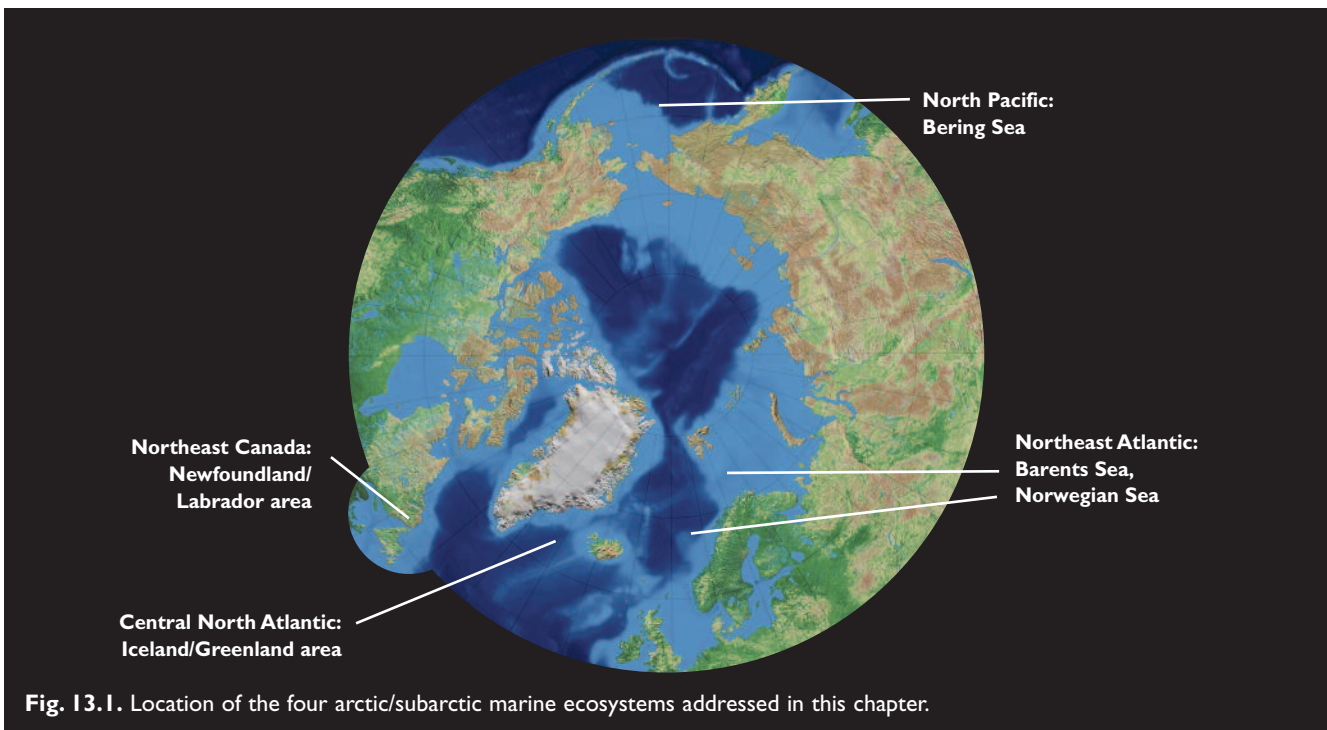 North Pacific:
Bering Sea
Northeast Canada:
Newfoundland/
Labrador area
Northeast Atlantic:
Barents Sea,
Norwegian Sea
Central North Atlantic:
Iceland/Greenland area
Fig. 13.1. Location of the four arctic/subarctic marine ecosystems addressed in this chapter.